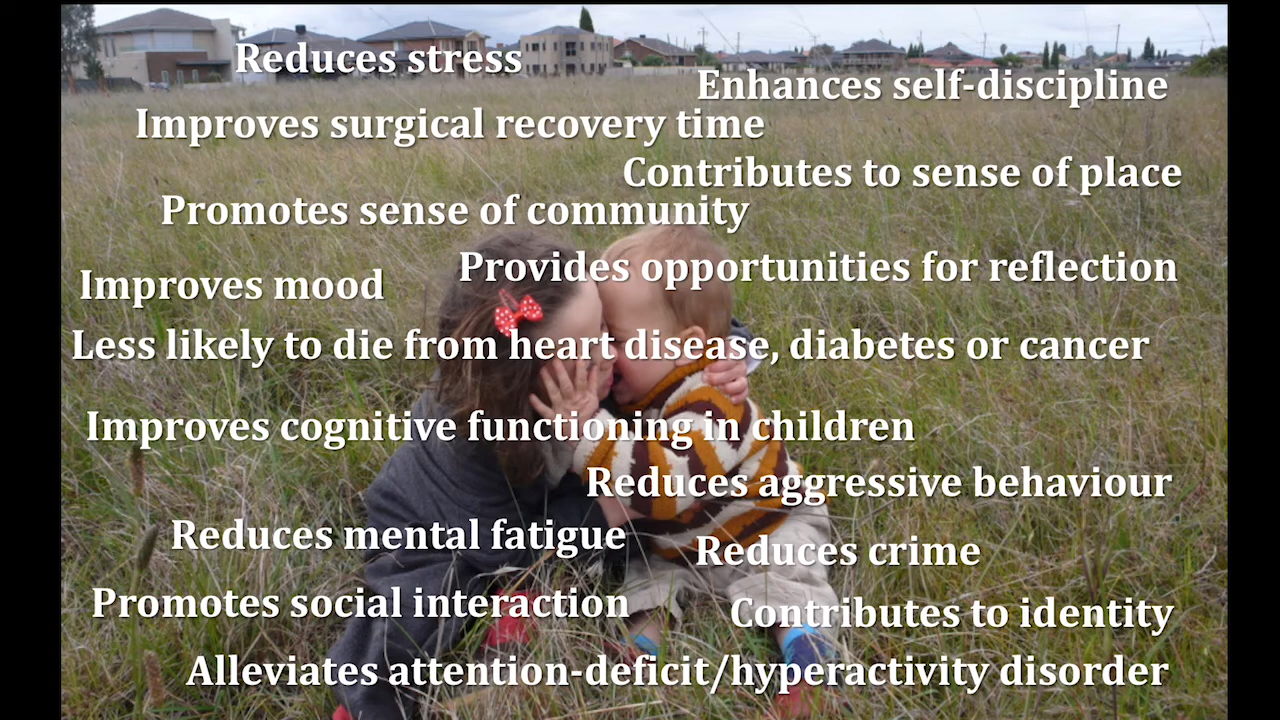 Reduces stress
Enhances self-discipline
Improves surgical recovery time
Contributes to sense of place
Promotes sense of community
Provides opportunities for reflection
Improves mood
Less likely to die from heart disease, diabetes or cancer
Improves cognitive functioning in children
Reduces aggressive behaviour
Reduces mental fatigue
Reduces crime
Promotes social interaction
Contributes to identity
Alleviates attention-deficit/hyperactivity disorder